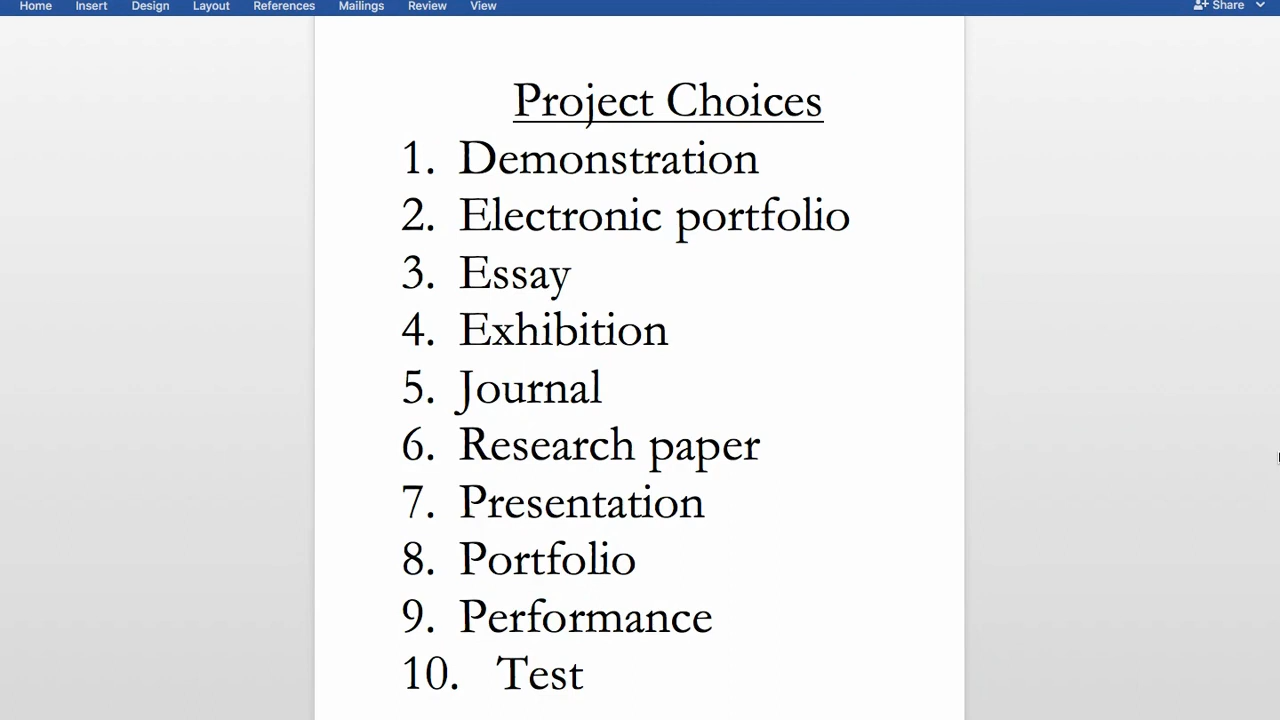 Home Insert Design Layout References Mailings Review View Share
Project Choices
1. Demonstration
2. Electronic portfolio
3. Essay
4. Exhibition
5. Journal
6. Research paper
7. Presentation
8. Portfolio
9. Performance
10. Test